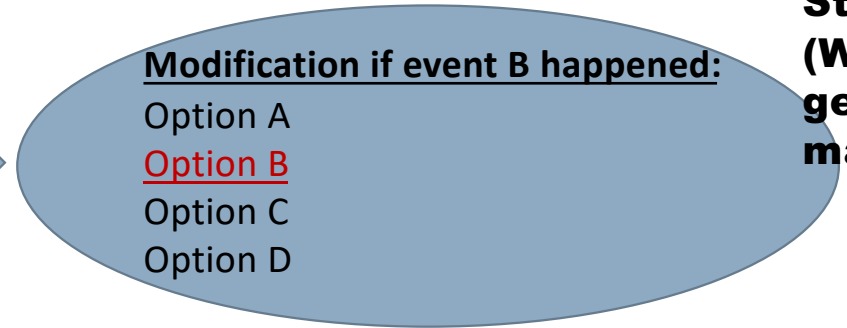 Modification if event B happened:
Option A
Option B
Option C
Option D